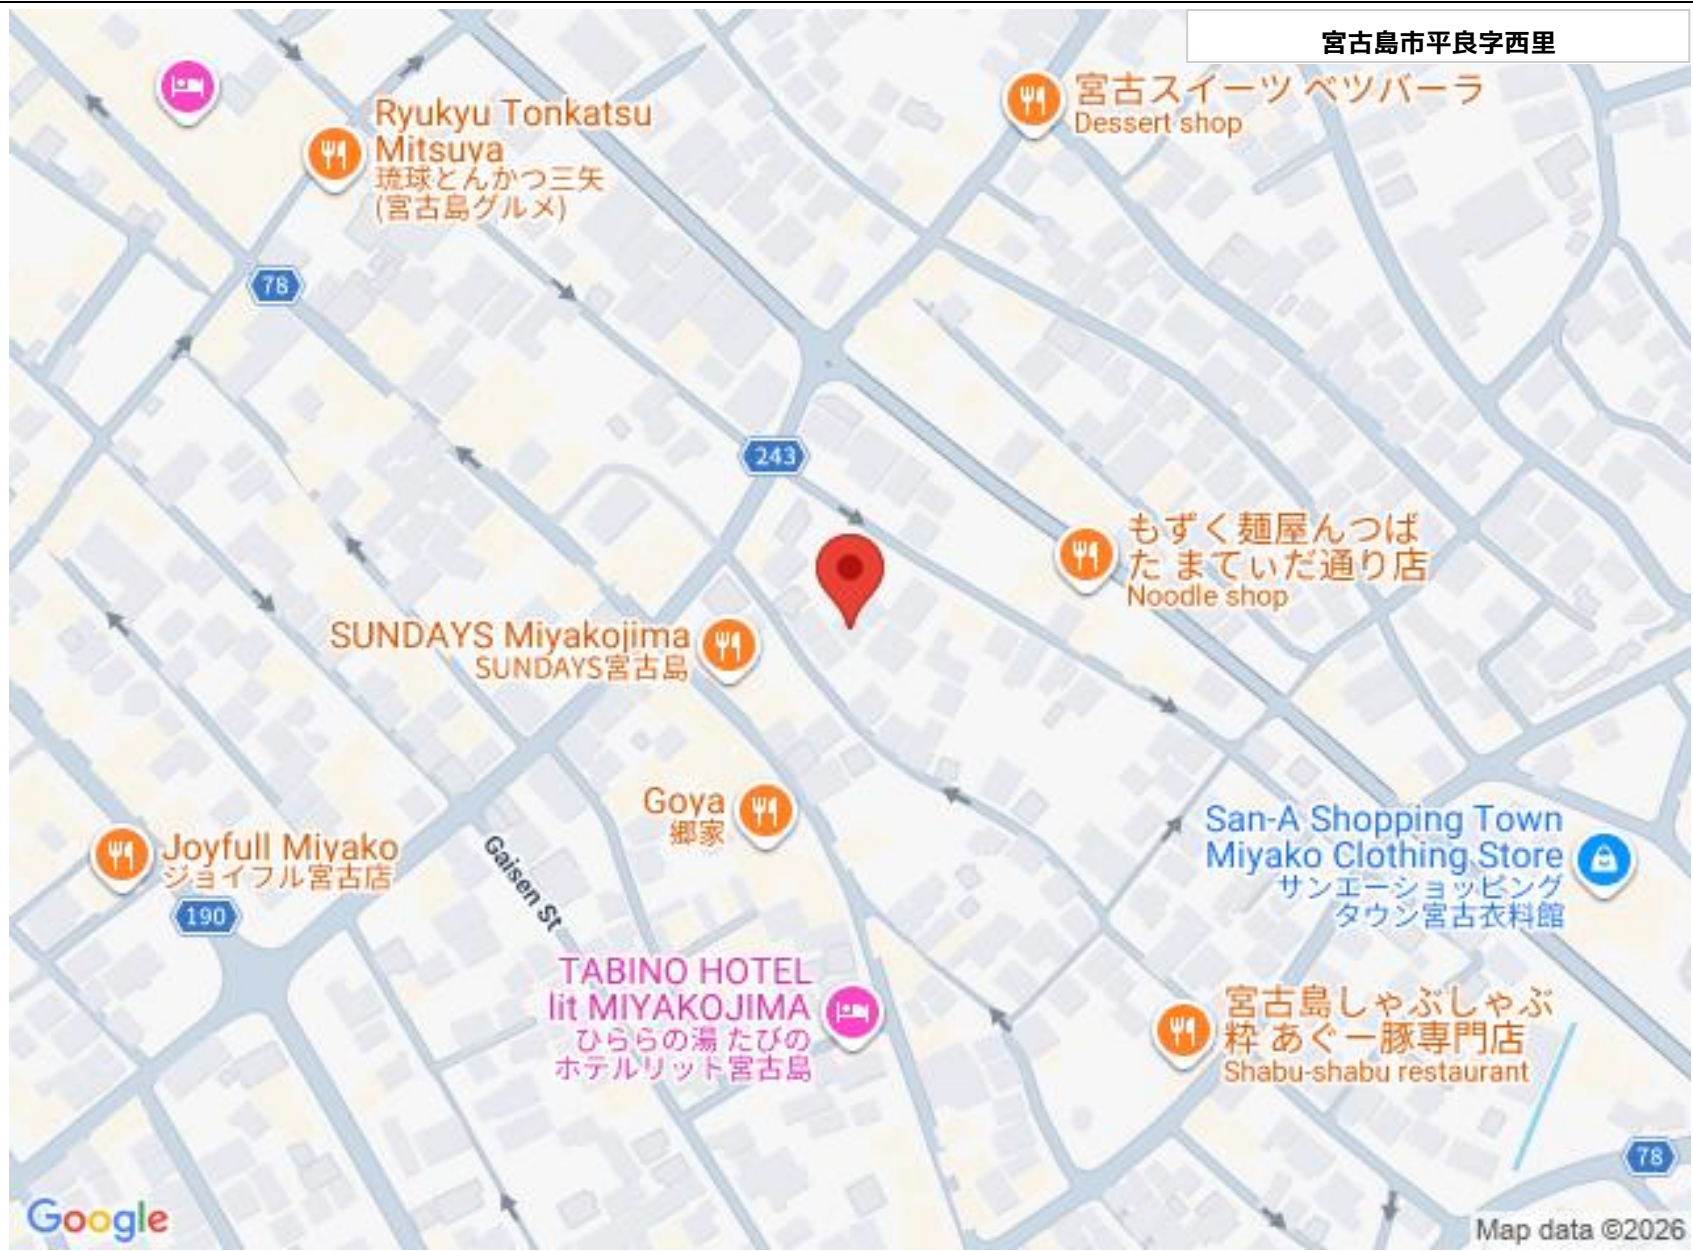 宮古島市平良字西里
宮古スイーツ ベツバーラ
Dessert shop
Ryukyu Tonkatsu
Mitsuya
琉球とんかつ三矢
(宮古島グルメ)
78
243
もずく麺屋んつば
た まてぃだ通り店
Noodle shop
SUNDAYS Miyakojima
SUNDAYS宮古島
Goya
郷家
San-A Shopping Town
Miyako Clothing Store
サンエーショッピング
タウン宮古衣料館
Joyfull Miyako
ジョイフル宮古店
190
Gaisen St
TABINO HOTEL
lit MIYAKOJIMA
ひららの湯 たびの
ホテルリット宮古島
宮古島しゃぶしゃぶ
粋 あぐー豚専門店
Shabu-shabu restaurant
78
Google
Map data ©2026